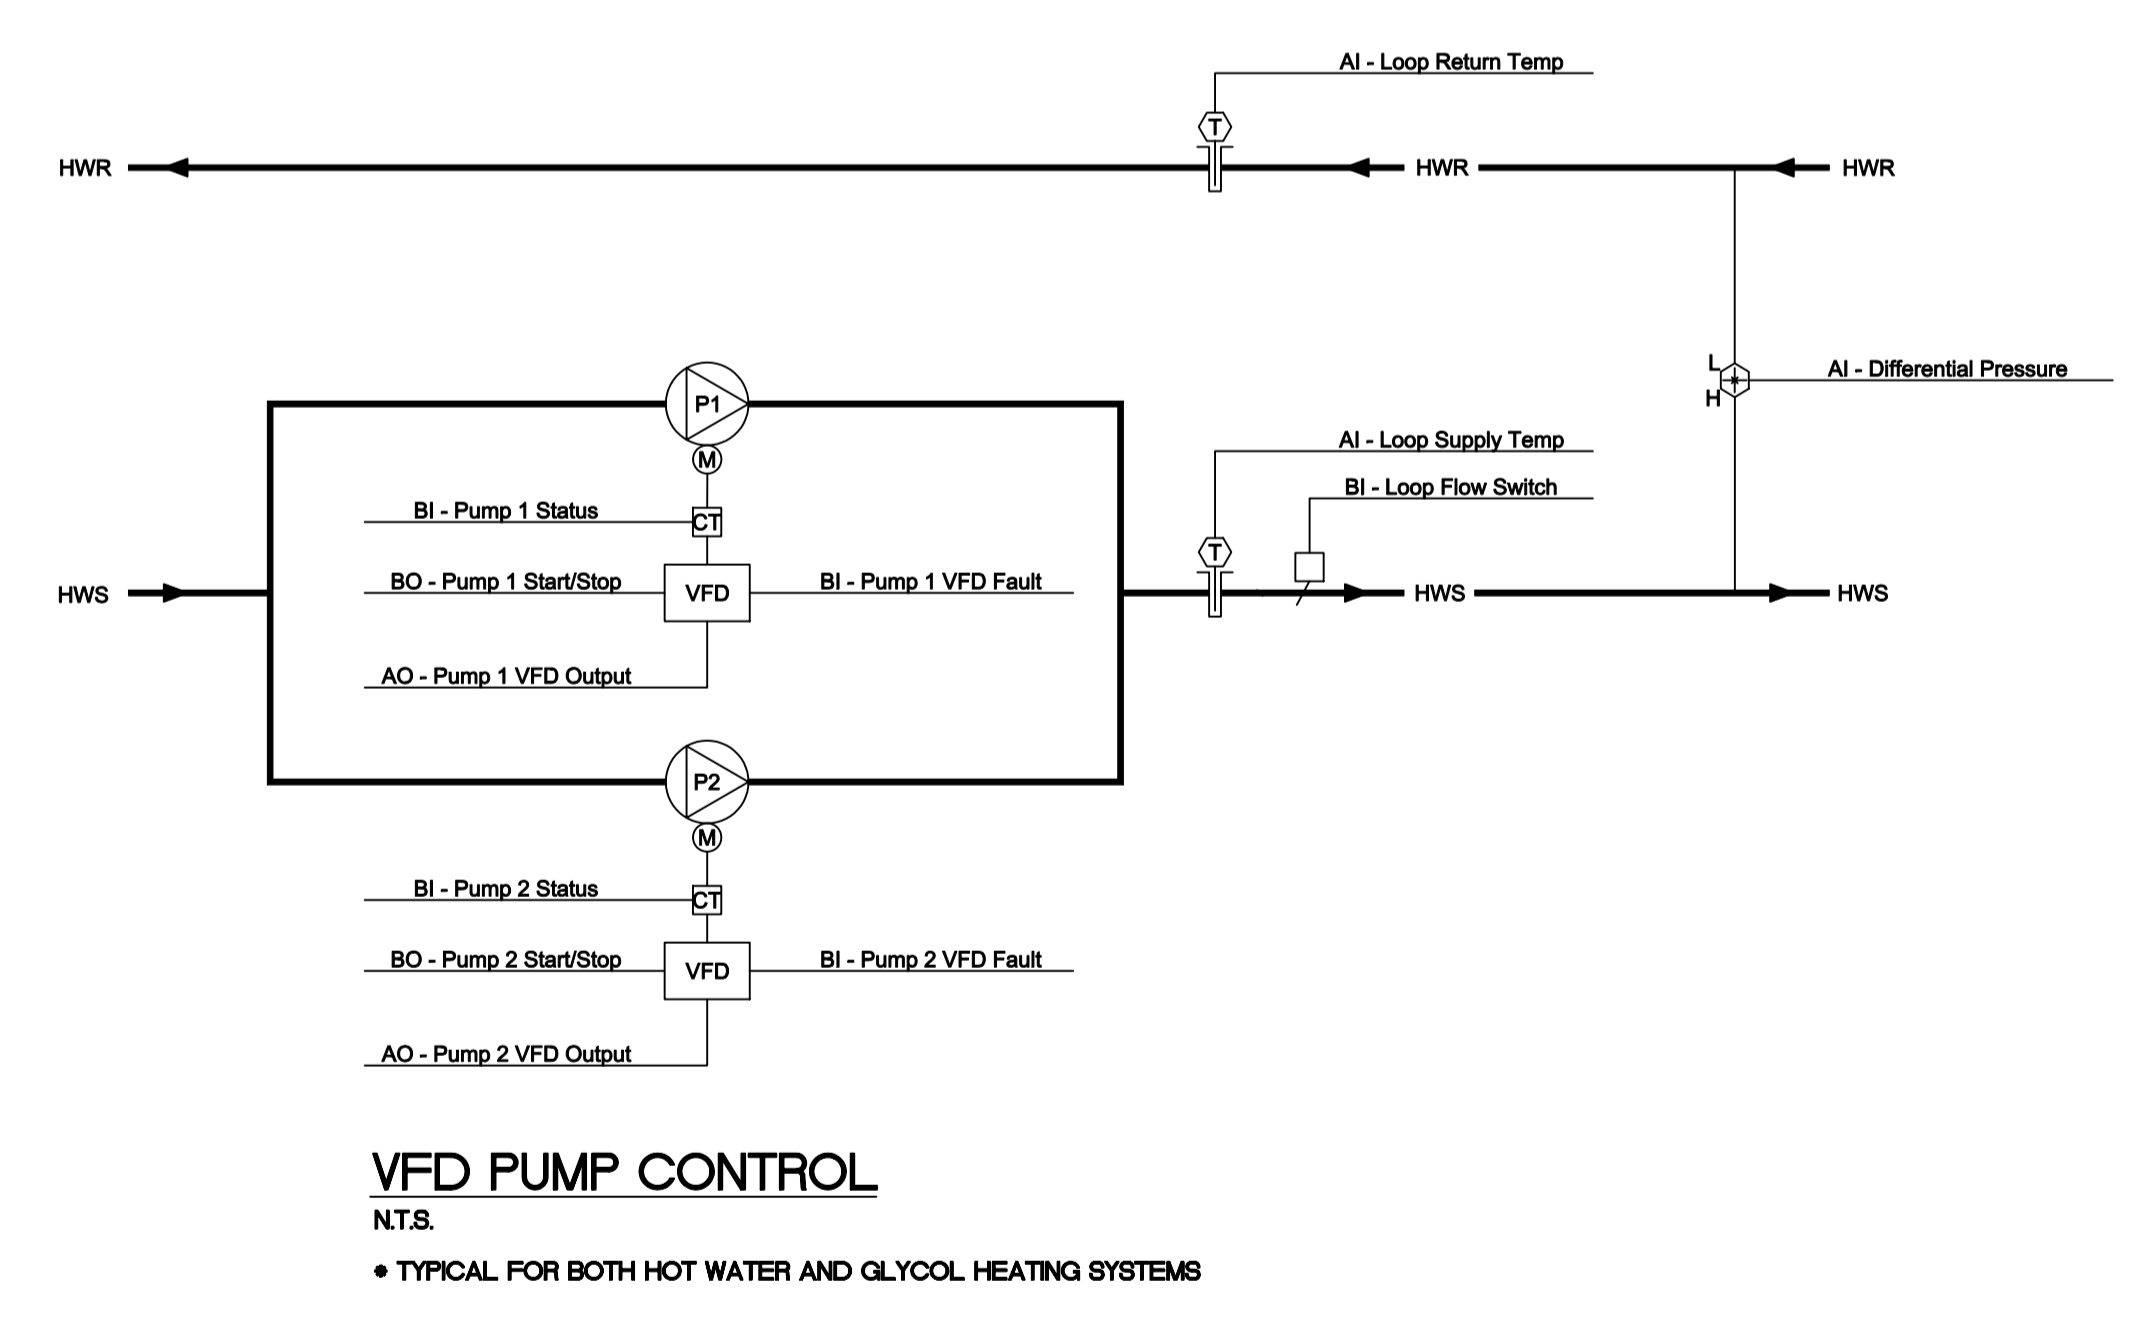 AI - Loop Return Temp
T
HWR
HWR
HWR
L
AI - Differential Pressure
H
P1
M
AI - Loop Supply Temp
BI - Loop Flow Switch
BI - Pump 1 Status
CT
T
BO - Pump 1 Start/Stop
VFD
BI - Pump 1 VFD Fault
HWS
HWS
HWS
AO - Pump 1 VFD Output
P2
M
BI - Pump 2 Status
CT
BO - Pump 2 Start/Stop
VFD
BI - Pump 2 VFD Fault
AO - Pump 2 VFD Output
VFD PUMP CONTROL
N.T.S.
• TYPICAL FOR BOTH HOT WATER AND GLYCOL HEATING SYSTEMS